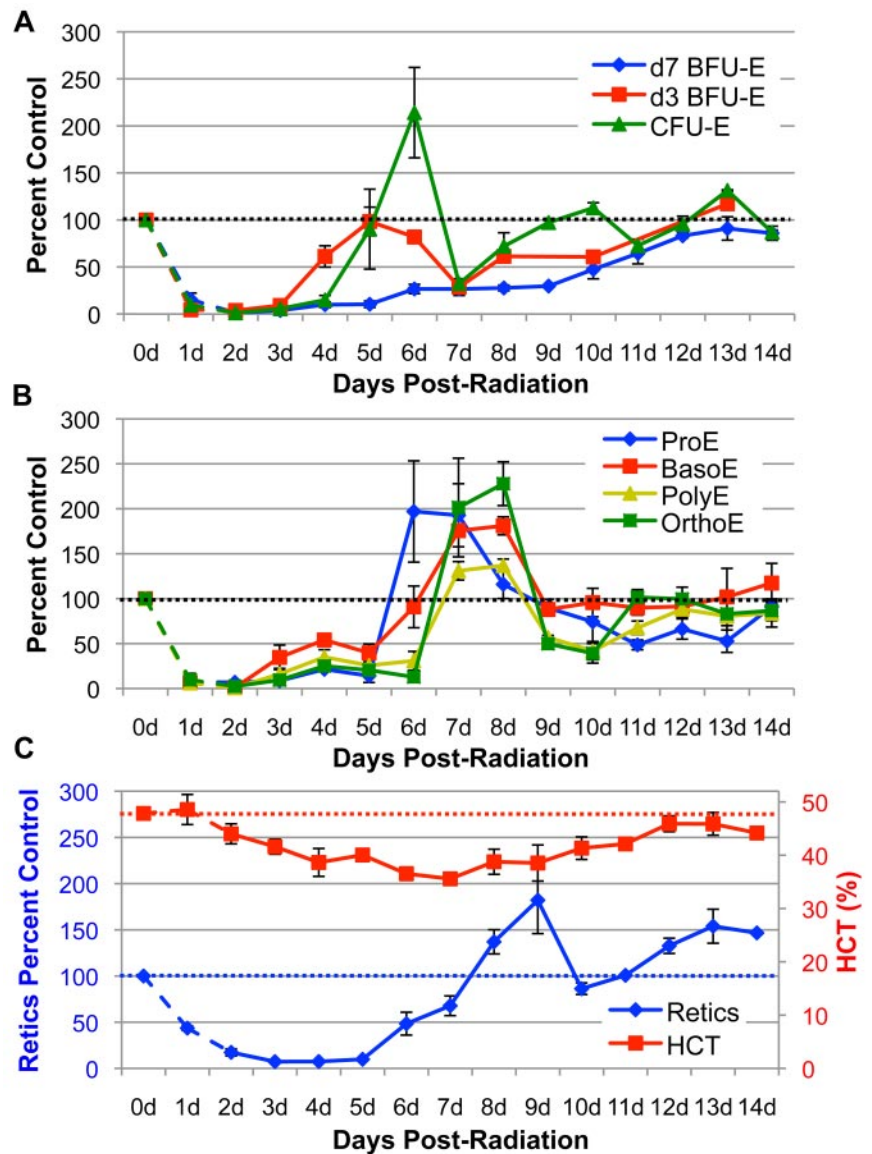 A
300
250
200
150
100
50
0
Percent Control
d7 BFU-E
d3 BFU-E
CFU-E
0d 1d 2d 3d 4d 5d 6d 7d 8d 9d 10d 11d 12d 13d 14d
Days Post-Radiation
B
300
250
200
150
100
50
0
Percent Control
ProE
BasoE
PolyE
OrthoE
0d 1d 2d 3d 4d 5d 6d 7d 8d 9d 10d 11d 12d 13d 14d
Days Post-Radiation
C
300
250
200
150
100
50
0
Retics Percent Control
50
40
30
20
10
0
HCT (%)
Retics
HCT
0d 1d 2d 3d 4d 5d 6d 7d 8d 9d 10d 11d 12d 13d 14d
Days Post-Radiation